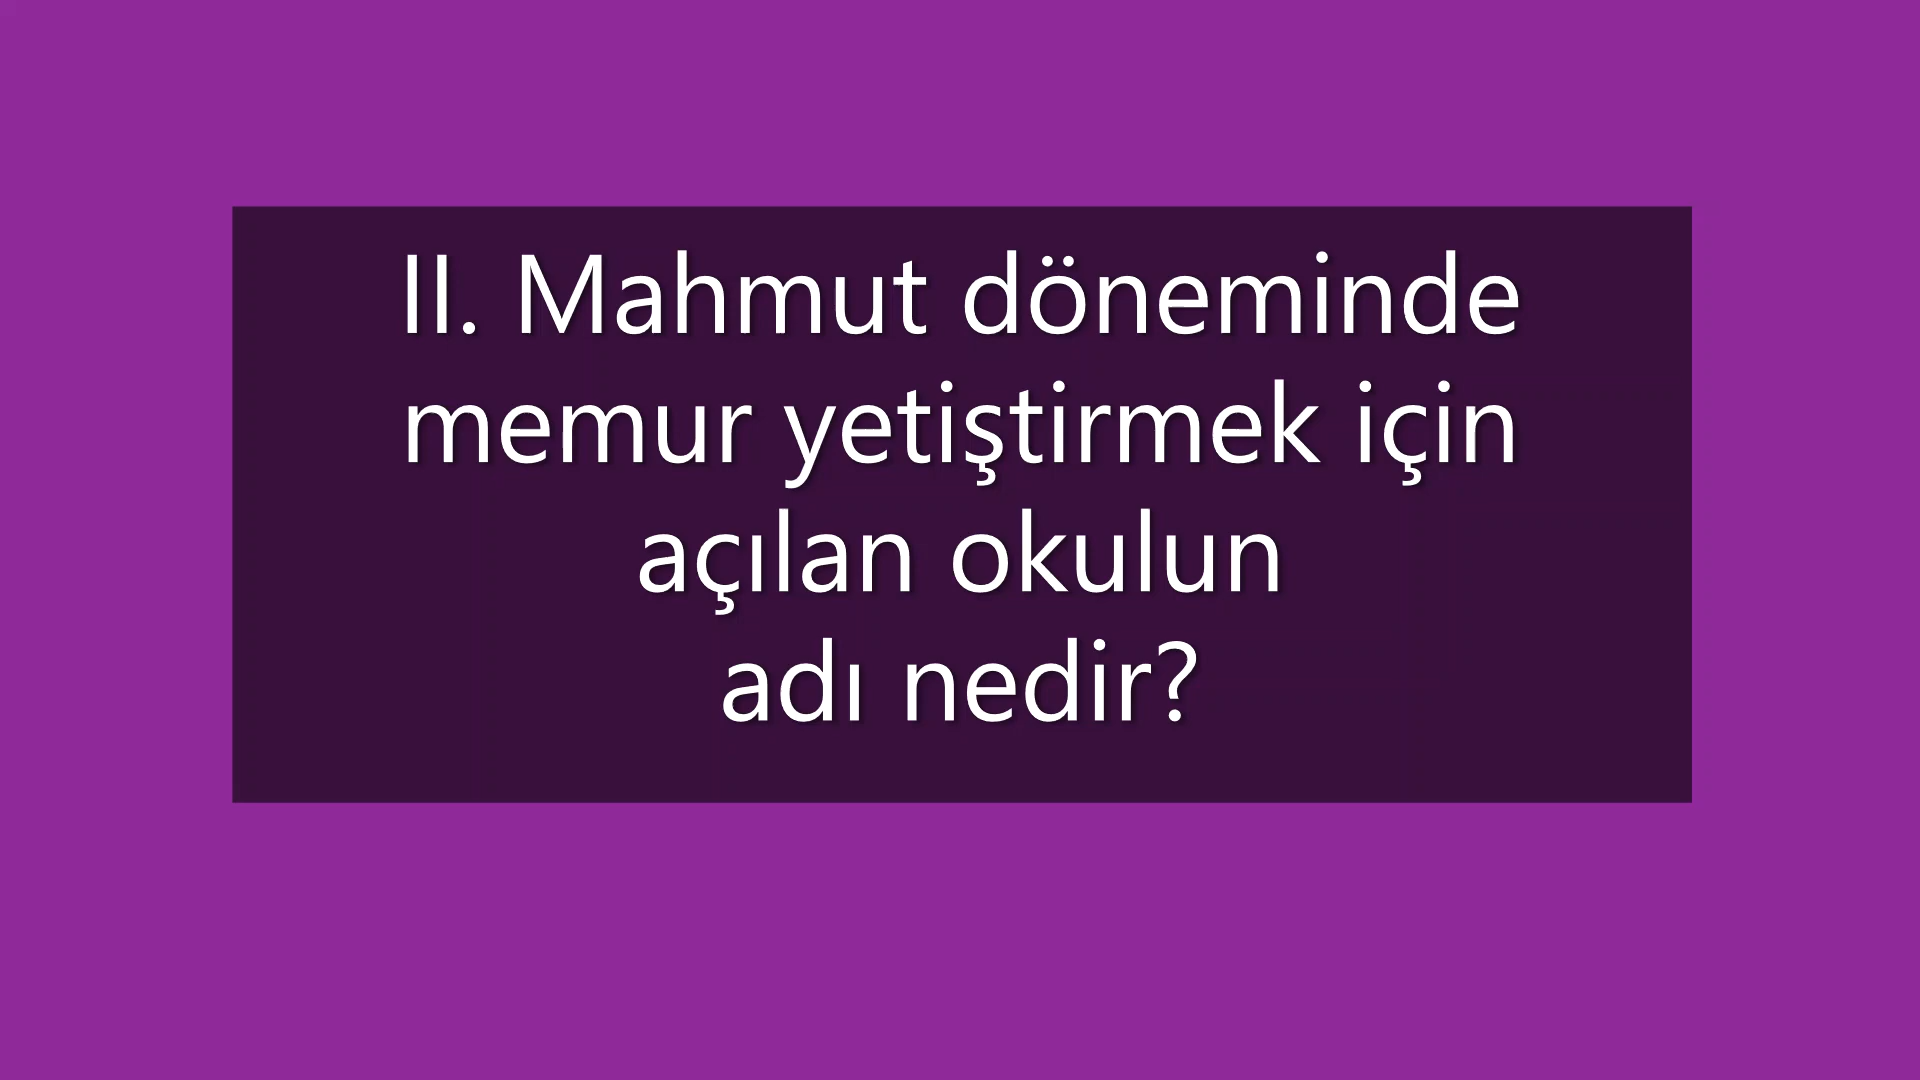 II. Mahmut döneminde
memur yetiştirmek için
açılan okulun
adı nedir?